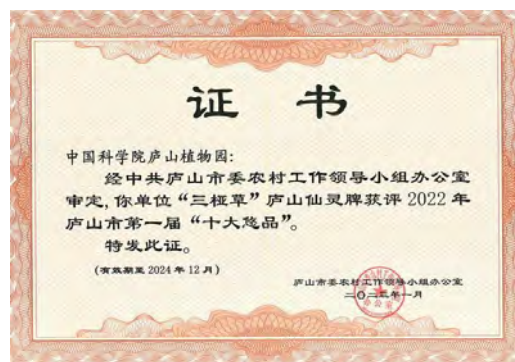 证 书
中国科学院庐山植物园:
经中共庐山市委农村工作领导小组办公室
审定,你单位“三桠草”庐山仙灵牌获评 2022 年
庐山市第一届“十大悠品”。
特发此证。
(有效期至 2024 年 12 月)
庐山市委农村工作领导小组办公室
二〇二三年一月